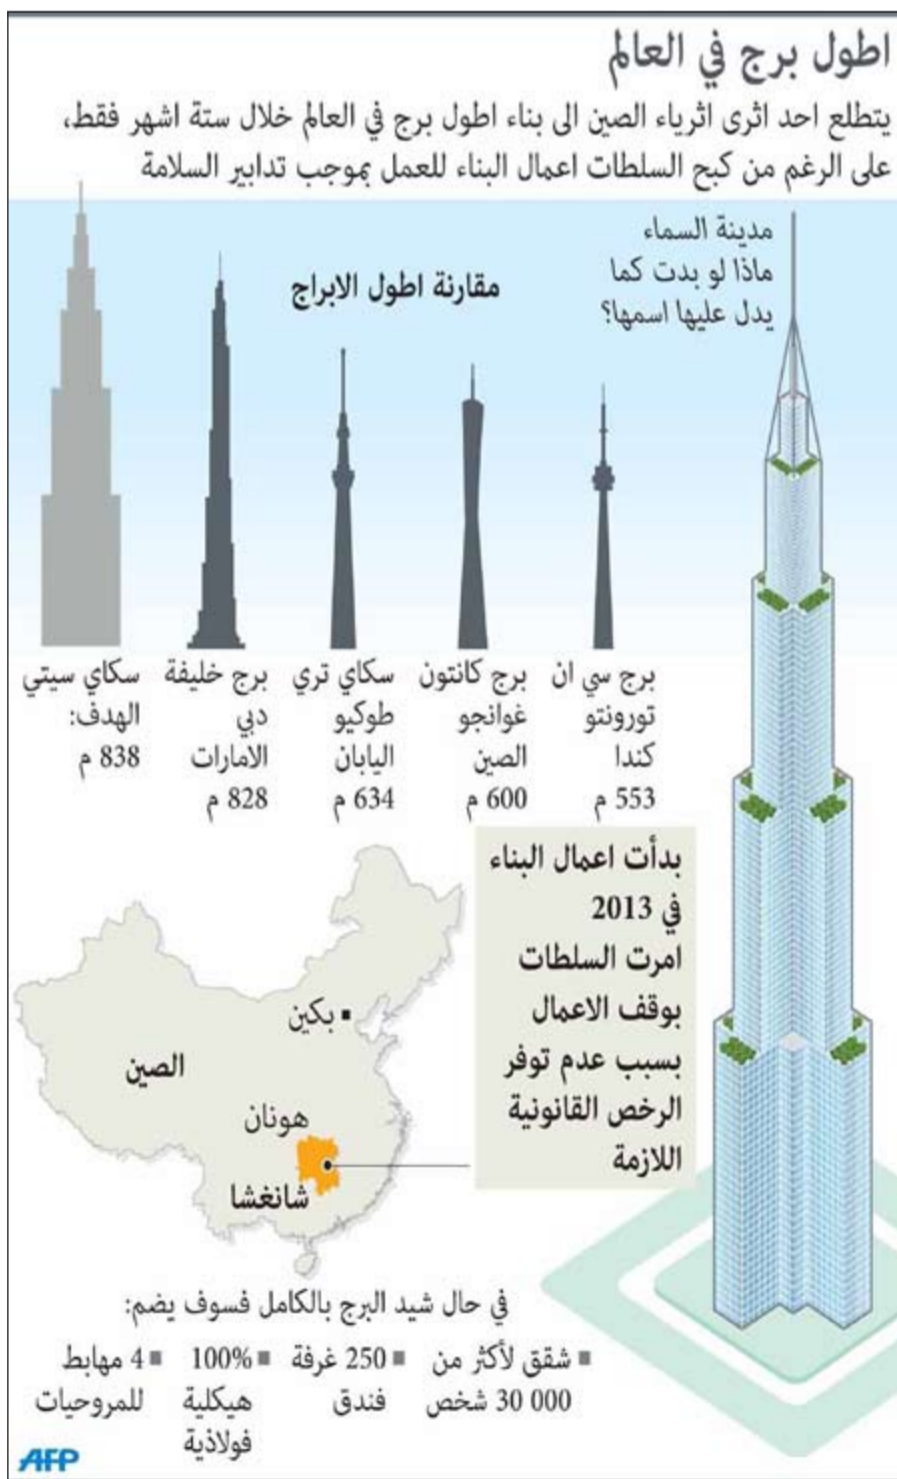 اطول برج في العالم
يتطلع احد اثرى اثرياء الصين الى بناء اطول برج في العالم خلال ستة اشهر فقط،
على الرغم من كبح السلطات اعمال البناء للعمل بموجب تدابير السلامة
مدينة السماء
ماذا لو بدت كما
يدل عليها اسمها؟
مقارنة اطول الابراج
برج سي ان
تورونتو
كندا
553 م
برج كانتون
غوانجو
الصين
600 م
سكاي تري
طوكيو
اليابان
634 م
برج خليفة
دبي
الامارات
828 م
سكاي سيتي
الهدف:
838 م
بدأت اعمال البناء
في 2013
امرت السلطات
بوقف الاعمال
بسبب عدم توفر
الرخص القانونية
اللازمة
بكين
الصين
هونان
شانغشا
في حال شيد البرج بالكامل فسوف يضم:
شقق لأكثر من
30 000 شخص
250 غرفة
فندق
100%
هيكلية
فولاذية
4 مهابط
للمروحيات
AFP